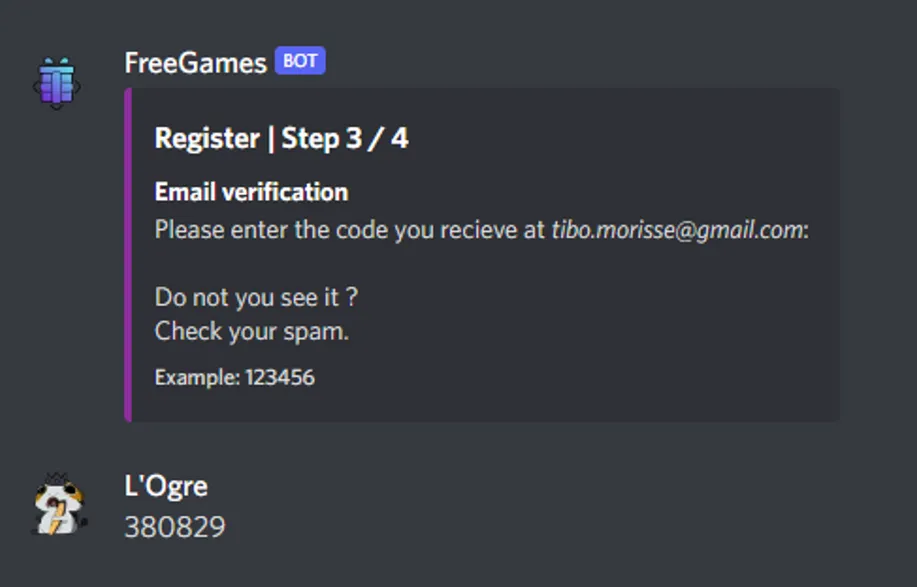 FreeGames BOT
Register | Step 3 / 4
Email verification
Please enter the code you recieve at tibo.morisse@gmail.com:
Do not you see it ?
Check your spam.
Example: 123456
L'Ogre
380829